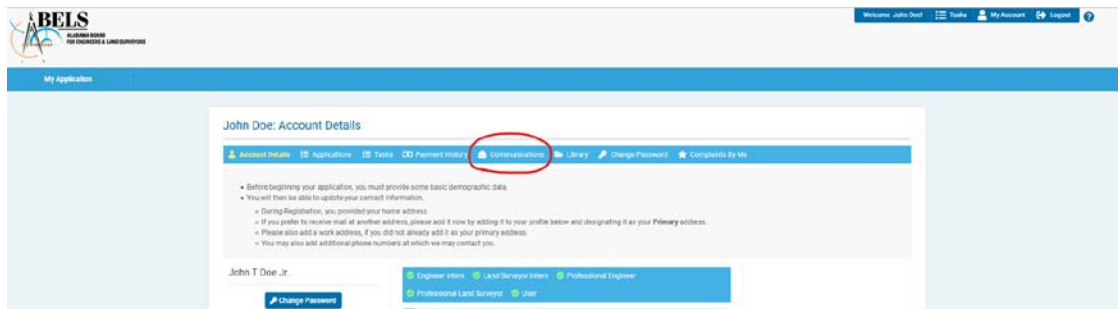 ABELS
ALABAMA BOARD
FOR ENGINEERS & LAND SURVEYORS
Welcome: John Doe! Tasks My Account Logout ?
My Application
John Doe: Account Details
Account Details Applications Tasks Payment History Communications Library Change Password Complaints By Me
Before beginning your application, you must provide some basic demographic data.
You will then be able to update your contact information.
During Registration, you provided your home address.
If you prefer to receive mail at another address, please add it now by adding it to your profile below and designating it as your Primary address.
Please also add a work address, if you did not already add it as your primary address.
You may also add additional phone numbers at which we may contact you.
John T Doe Jr.
Engineer Intern Land Surveyor Intern Professional Engineer
Change Password
Professional Land Surveyor User